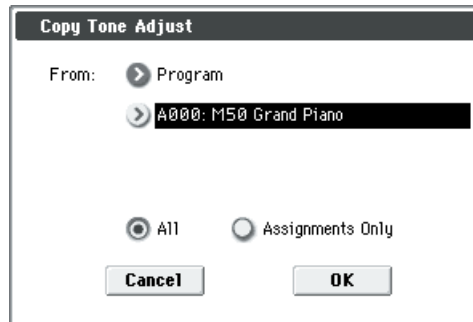 Copy Tone Adjust
From: Program
A000: M50 Grand Piano
All Assignments Only
Cancel OK